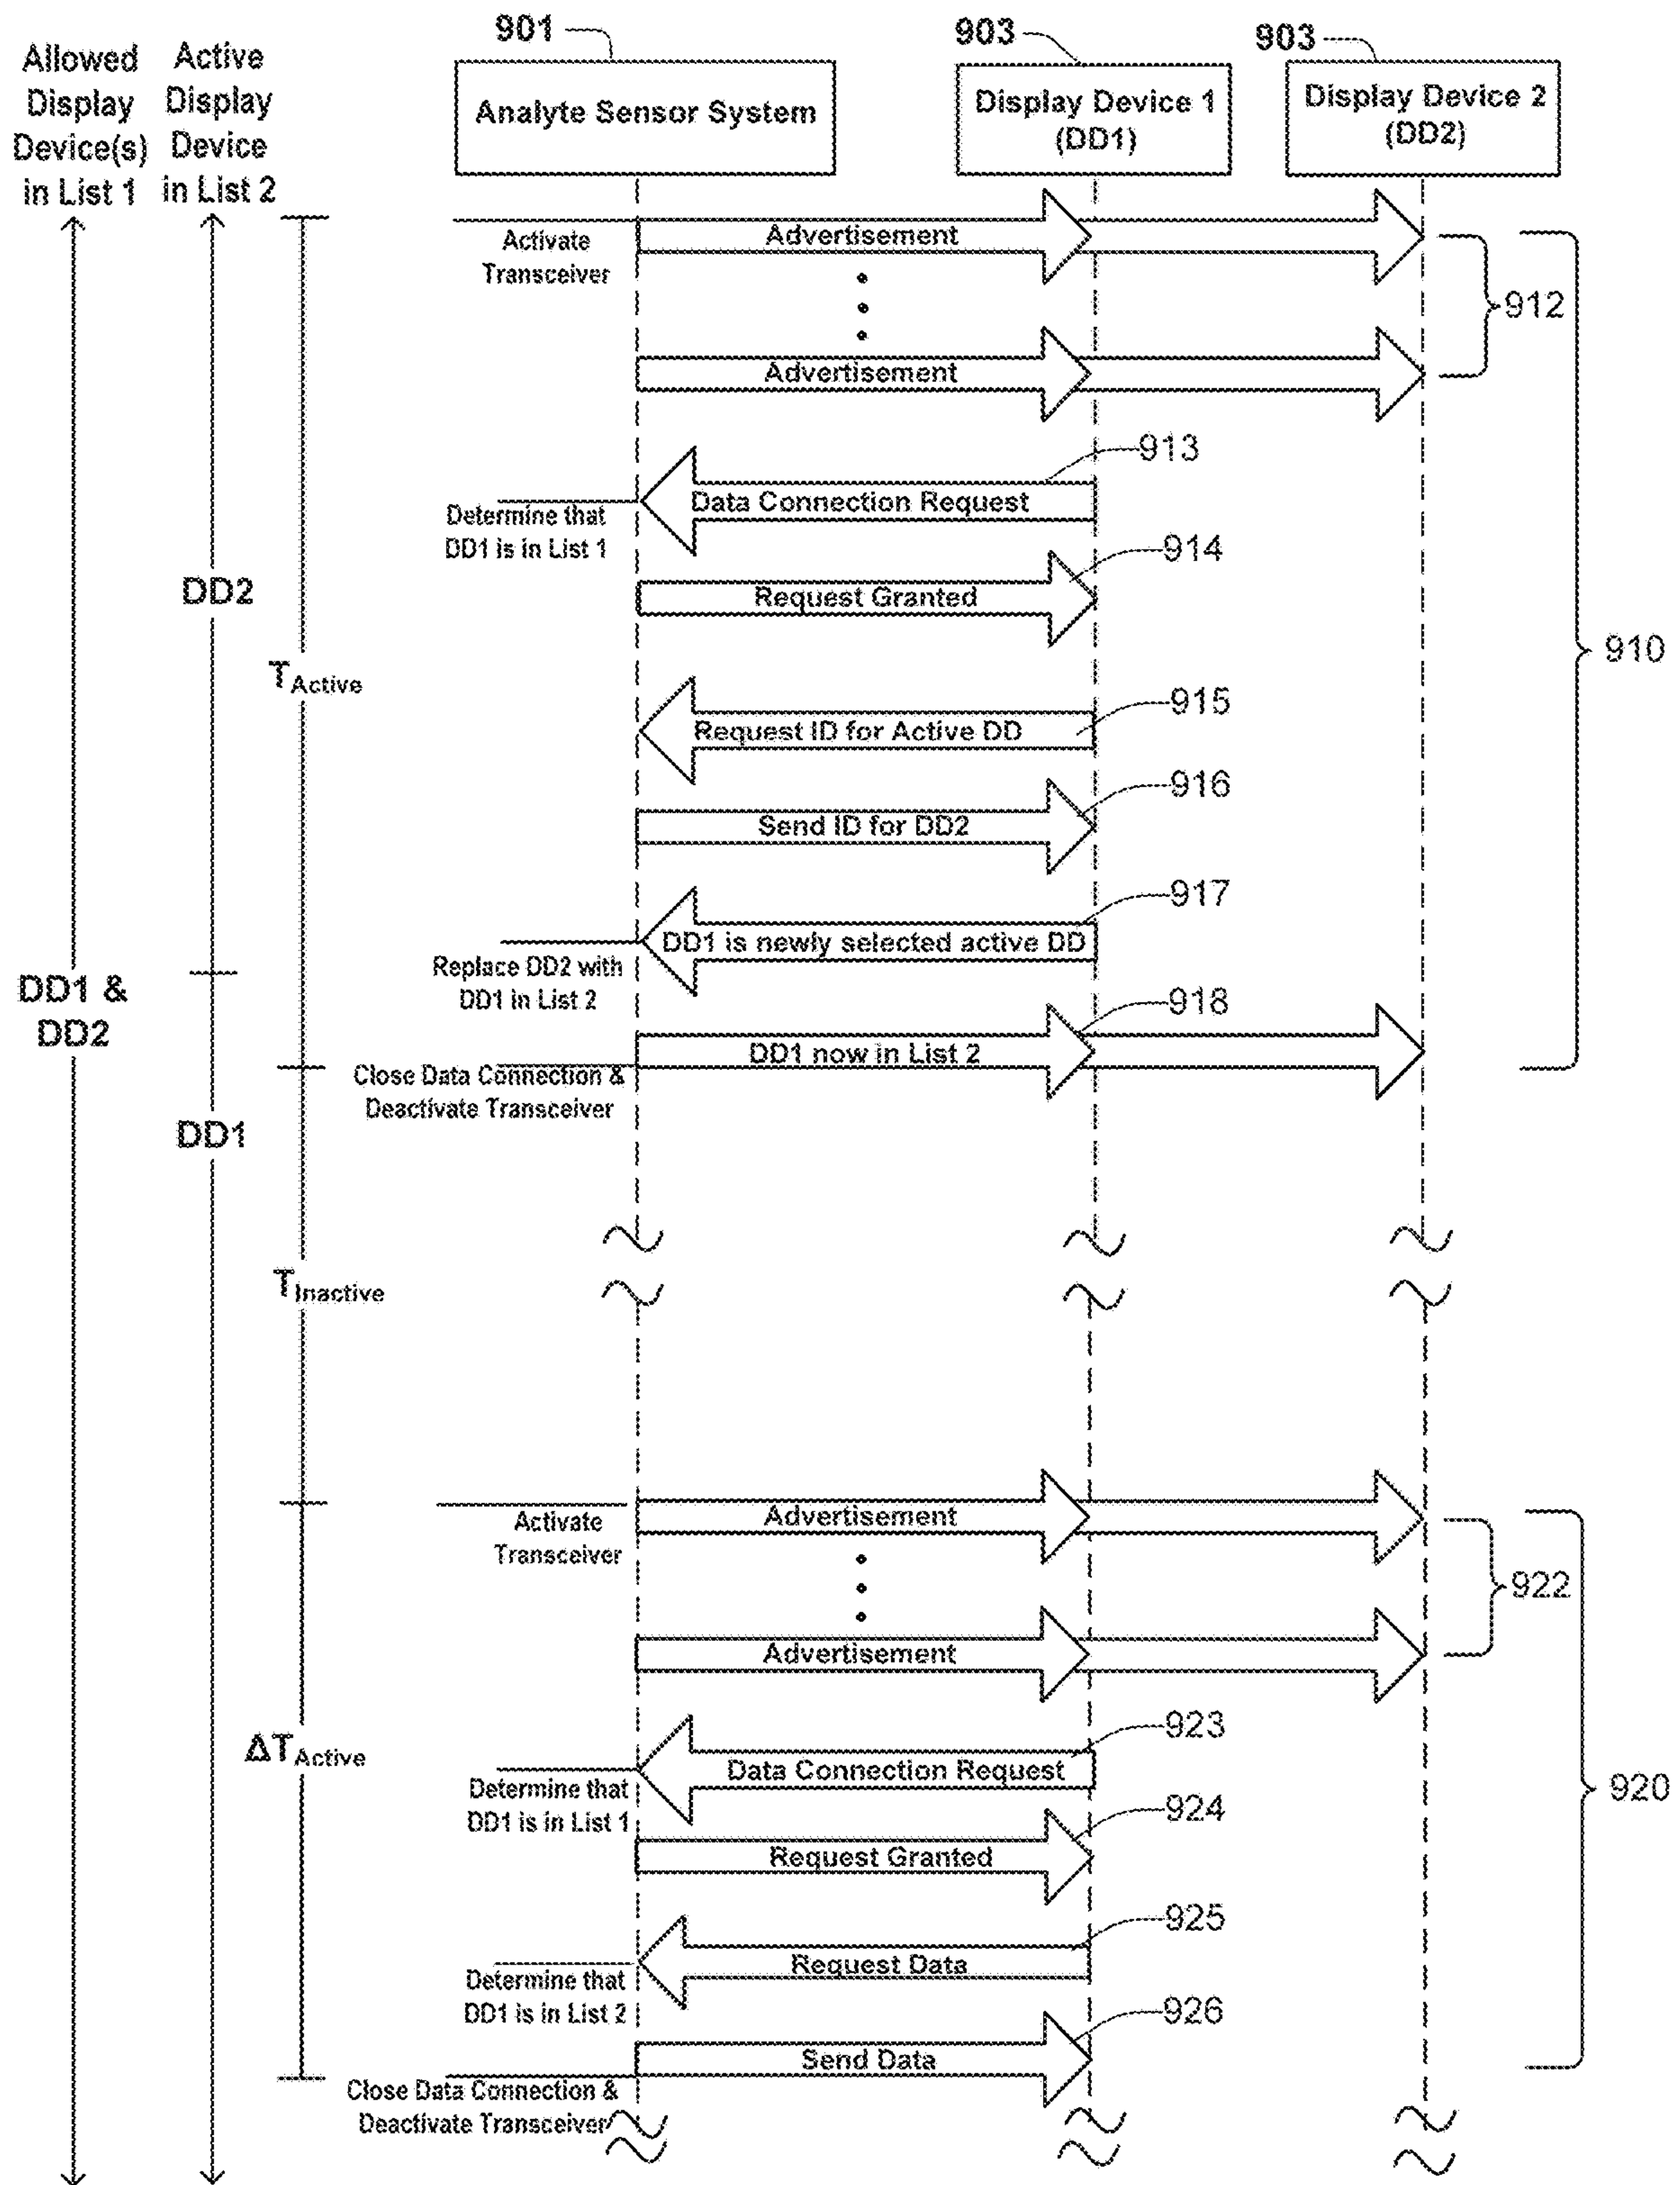 Allowed
Display
Device(s)
in List 1
Active
Display
Device
in List 2
901
903
903
Analyte Sensor System
Display Device 1
(DD1)
Display Device 2
(DD2)
Activate
Transceiver
Advertisement
912
Advertisement
913
Data Connection Request
Determine that
DD1 is in List 1
914
Request Granted
DD2
910
TActive
915
Request ID for Active DD
916
Send ID for DD2
917
DD1 is newly selected active DD
Replace DD2 with
DD1 in List 2
DD1 &
DD2
918
DD1 now in List 2
Close Data Connection &
Deactivate Transceiver
DD1
TInactive
Activate
Transceiver
Advertisement
922
Advertisement
923
Data Connection Request
ΔTActive
Determine that
DD1 is in List 1
920
924
Request Granted
925
Request Data
Determine that
DD1 is in List 2
926
Send Data
Close Data Connection &
Deactivate Transceiver